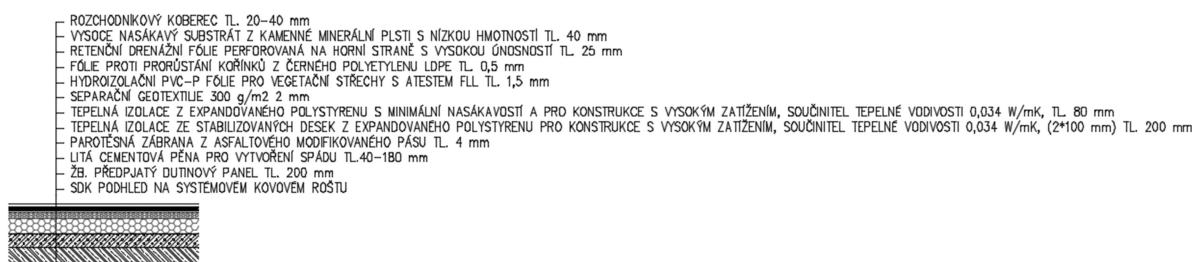 ROZCHODNÍKOVÝ KOBEREC TL. 20-40 mm
VYSOCE NASÁKAVÝ SUBSTRÁT Z KAMENNÉ MINERÁLNÍ PLSTI S NÍZKOU HMOTNOSTÍ TL. 40 mm
RETENČNÍ DRENÁŽNÍ FÓLIE PERFOROVANÁ NA HORNÍ STRANĚ S VYSOKOU ÚNOSNOSTÍ TL. 25 mm
FÓLIE PROTI PRORŮSTÁNÍ KOŘÍNKŮ Z ČERNÉHO POLYETYLENU LDPE TL. 0,5 mm
HYDROIZOLAČNÍ PVC-P FÓLIE PRO VEGETAČNÍ STŘECHY S ATESTEM FLL TL. 1,5 mm
SEPARAČNÍ GEOTEXTILIE 300 g/m2 2 mm
TEPELNÁ IZOLACE Z EXPANDOVANÉHO POLYSTYRENU S MINIMÁLNÍ NASÁKAVOSTÍ A PRO KONSTRUKCE S VYSOKÝM ZATÍŽENÍM, SOUČINITEL TEPELNÉ VODIVOSTI 0,034 W/mK, TL. 80 mm
TEPELNÁ IZOLACE ZE STABILIZOVANÝCH DESEK Z EXPANDOVANÉHO POLYSTYRENU PRO KONSTRUKCE S VYSOKÝM ZATÍŽENÍM, SOUČINITEL TEPELNÉ VODIVOSTI 0,034 W/mK, (2*100 mm) TL. 200 mm
PAROTĚSNÁ ZÁBRANA Z ASFALTOVÉHO MODIFIKOVANÉHO PÁSU TL. 4 mm
LITÁ CEMENTOVÁ PĚNA PRO VYTVOŘENÍ SPÁDU TL.40-180 mm
ŽB. PŘEDPJATÝ DUTINOVÝ PANEL TL. 200 mm
SDK PODHLED NA SYSTÉMOVÉM KOVOVÉM ROŠTU